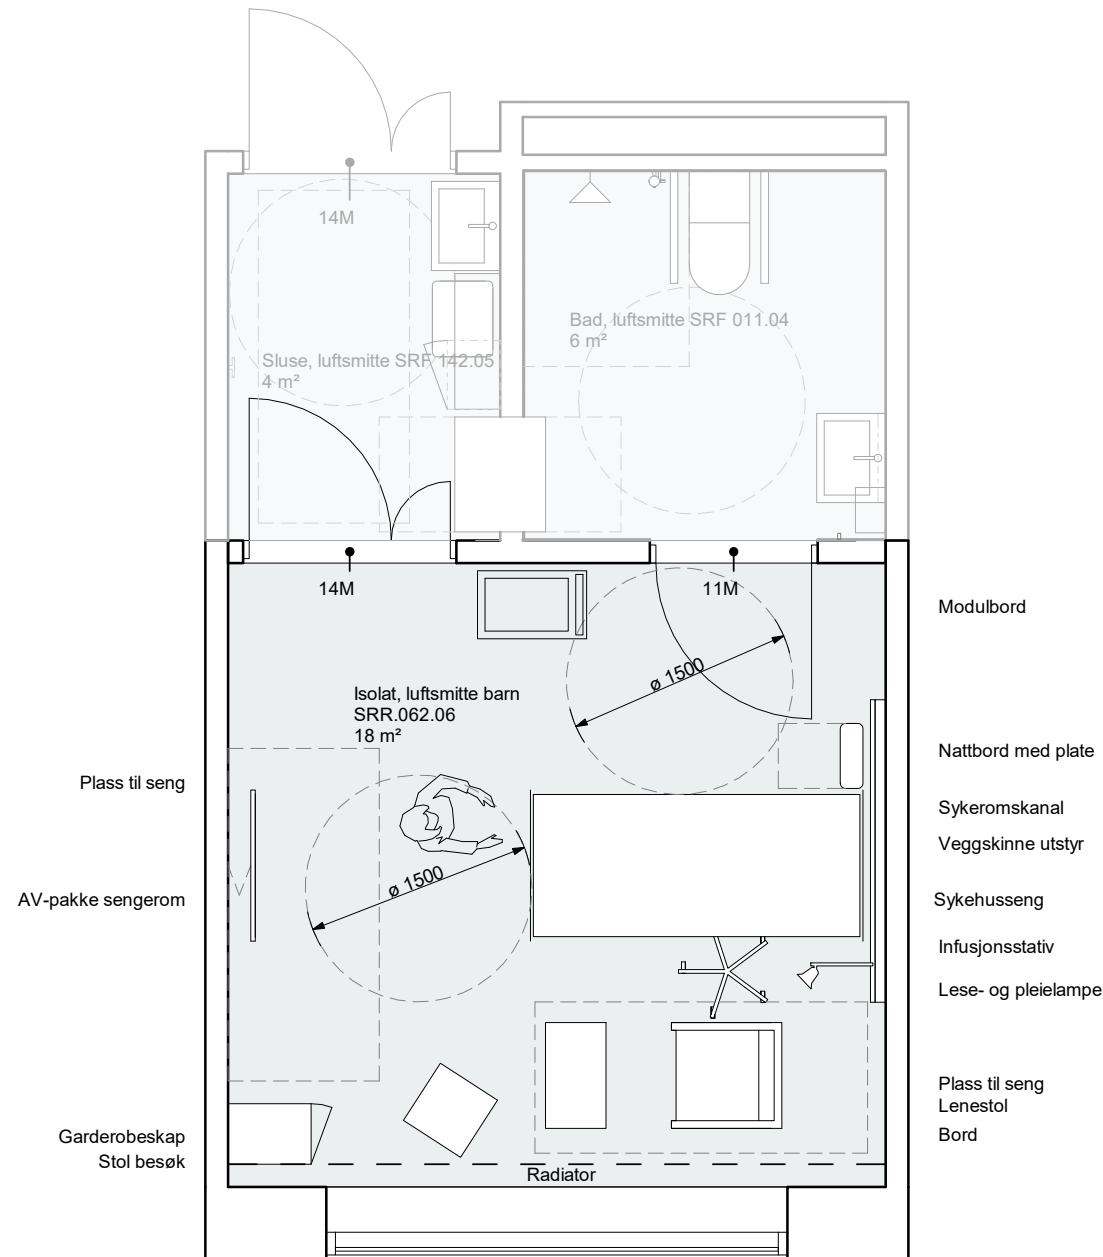 14M
Bad, luftsmitte SRF 011.04
6 m²
Sluse, luftsmitte SRF 142.05
4 m²
14M
11M
Modulbord
ø 1500
Isolat, luftsmitte barn
SRR.062.06
18 m²
Nattbord med plate
Plass til seng
Sykeromskanal
Veggskinne utstyr
ø 1500
AV-pakke sengerom
Sykehusseng
Infusjonsstativ
Lese- og pleielampe
Plass til seng
Lenestol
Bord
Garderobeskap
Stol besøk
Radiator